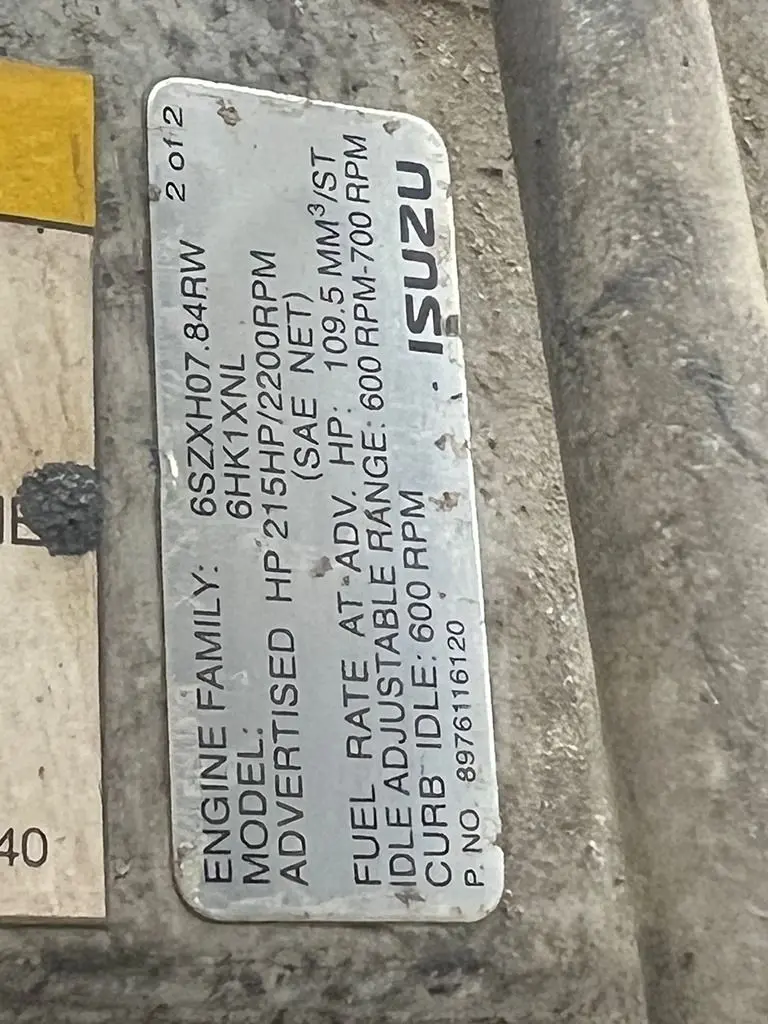 ENGINE FAMILY: 6SZXH07.84RW 2 of 2
MODEL: 6HK1XNL
ADVERTISED HP 215HP/2200RPM
(SAE NET)
FUEL RATE AT ADV. HP: 109.5 MM³/ST
IDLE ADJUSTABLE RANGE: 600 RPM-700 RPM
CURB IDLE: 600 RPM
P. NO. 8976116120
ISUZU
40